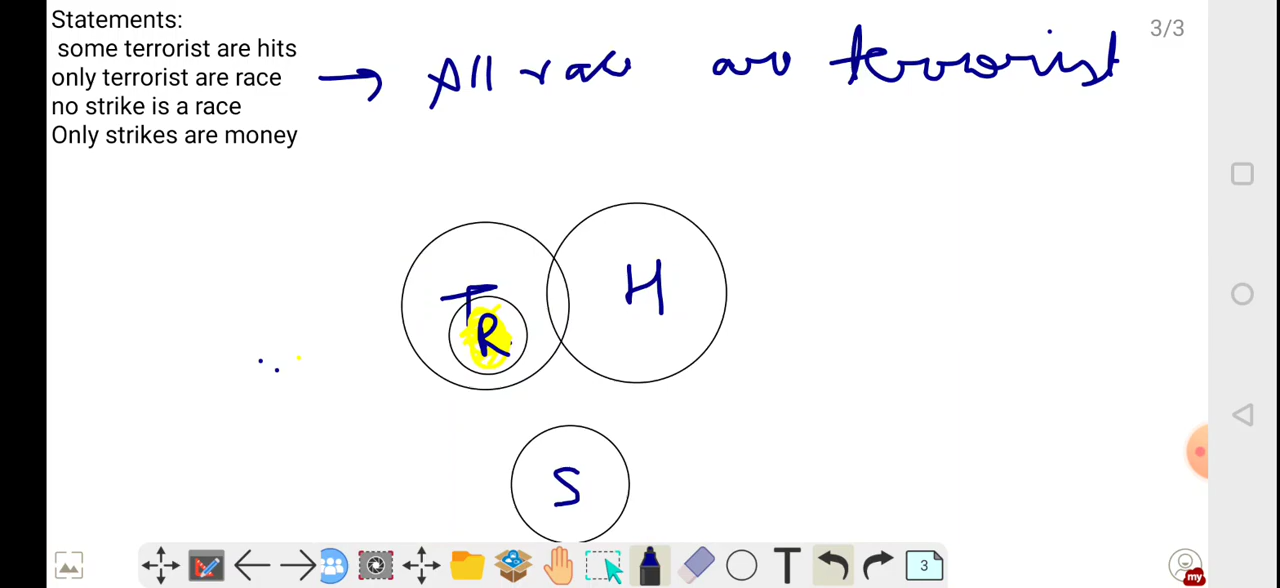 Statements:
some terrorist are hits
only terrorist are race
no strike is a race
Only strikes are money
→ All race are terrorist
3/3
T
H
R
S
T
3
my